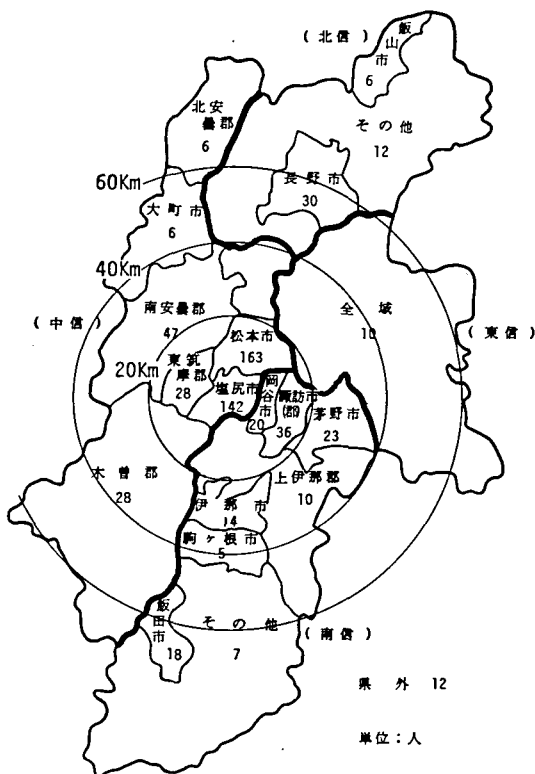 (北信)
飯山市
6
北安曇郡
6
その他
12
60Km
長野市
30
大町市
6
40Km
南安曇郡
47
全域
10
(中信)
(東信)
松本市
163
東筑摩郡
28
20Km
塩尻市
142
岡谷市
20
諏訪市
(郡)
36
茅野市
23
木曽郡
28
上伊那郡
10
伊那市
14
駒ヶ根市
5
飯田市
18
その他
7
(南信)
県外 12
単位:人